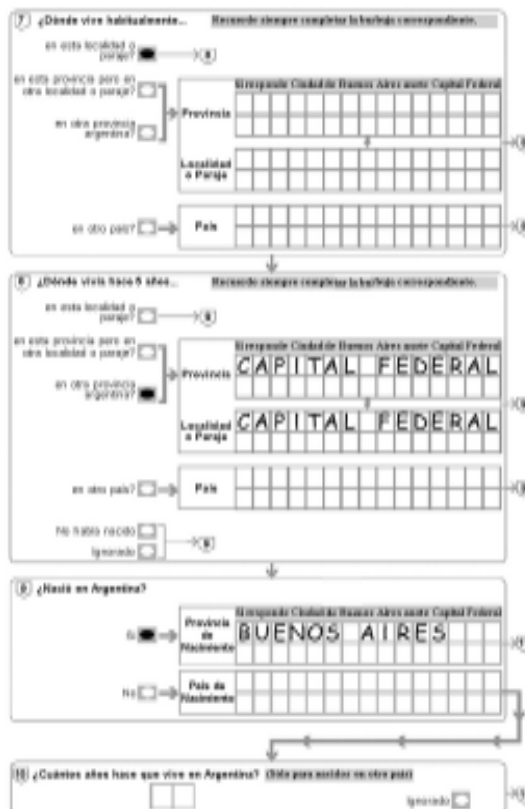 7 ¿Dónde vive habitualmente... Recuerde siempre completar la burbuja correspondiente.
en esta localidad o
paraje?
8
en esta provincia pero en
otra localidad o paraje?
en otra provincia
argentina?
Si responde Ciudad de Buenos Aires anote Capital Federal
Provincia
Localidad
o Paraje
en otro país?
País
8 ¿Dónde vivía hace 5 años... Recuerde siempre completar la burbuja correspondiente.
en esta localidad o
paraje?
9
en esta provincia pero en
otra localidad o paraje?
en otra provincia
argentina?
Si responde Ciudad de Buenos Aires anote Capital Federal
Provincia
CAPITAL FEDERAL
Localidad
o Paraje
CAPITAL FEDERAL
en otro país?
País
No había nacido
Ignorado
9
9 ¿Nació en Argentina?
Si responde Ciudad de Buenos Aires anote Capital Federal
Sí
Provincia
de
Nacimiento
BUENOS AIRES
No
País de
Nacimiento
10 ¿Cuántos años hace que vive en Argentina? (Sólo para nacidos en otro país)
Ignorado